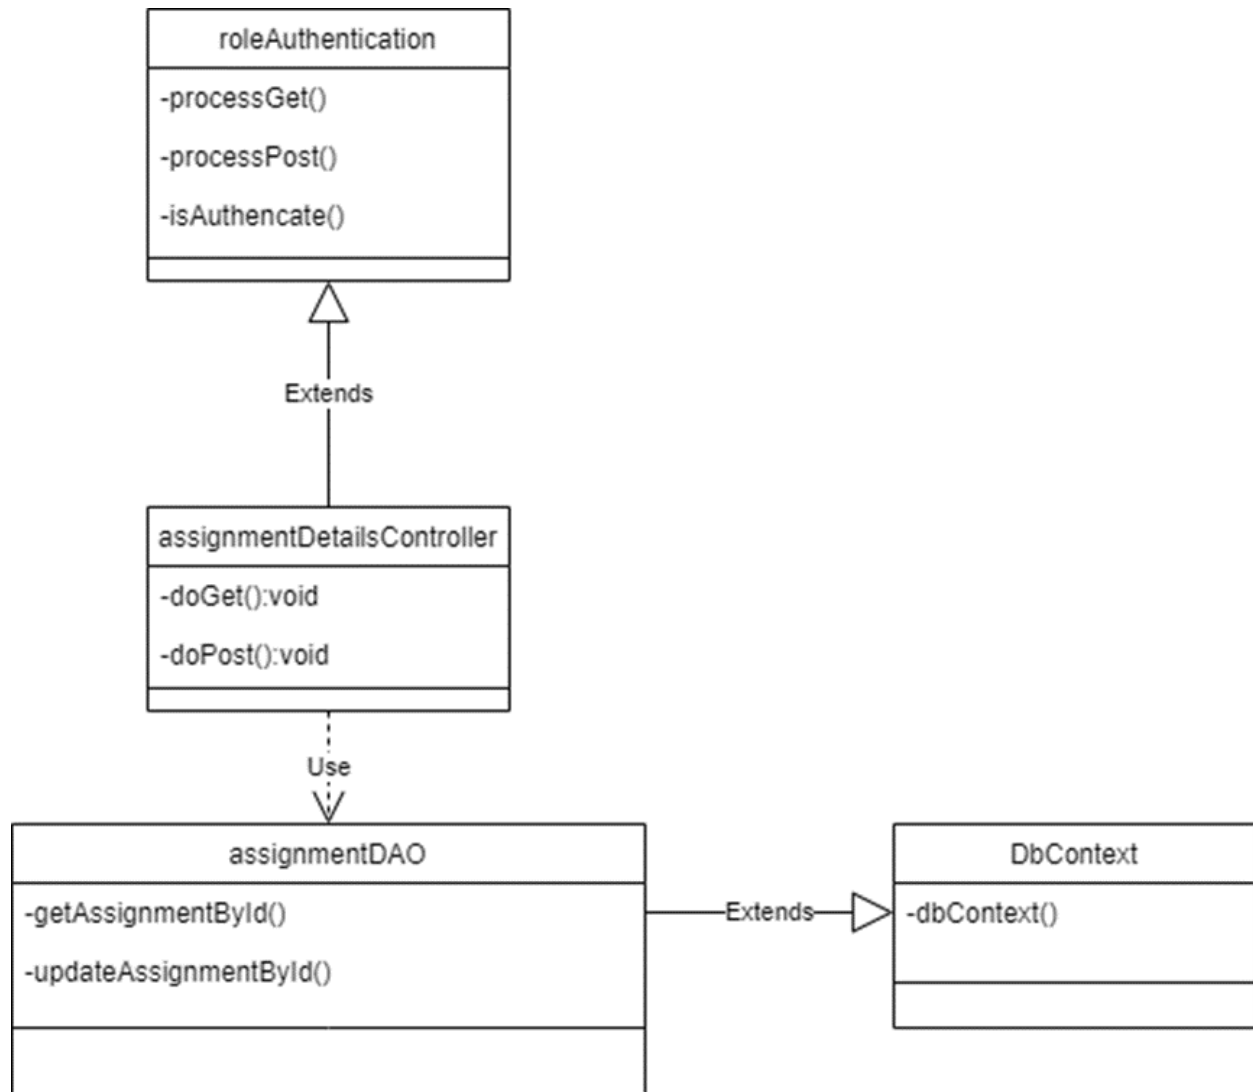 roleAuthentication
-processGet()
-processPost()
-isAuthencate()
Extends
assignmentDetailsController
-doGet():void
-doPost():void
Use
assignmentDAO
-getAssignmentById()
-updateAssignmentById()
Extends
DbContext
-dbContext()